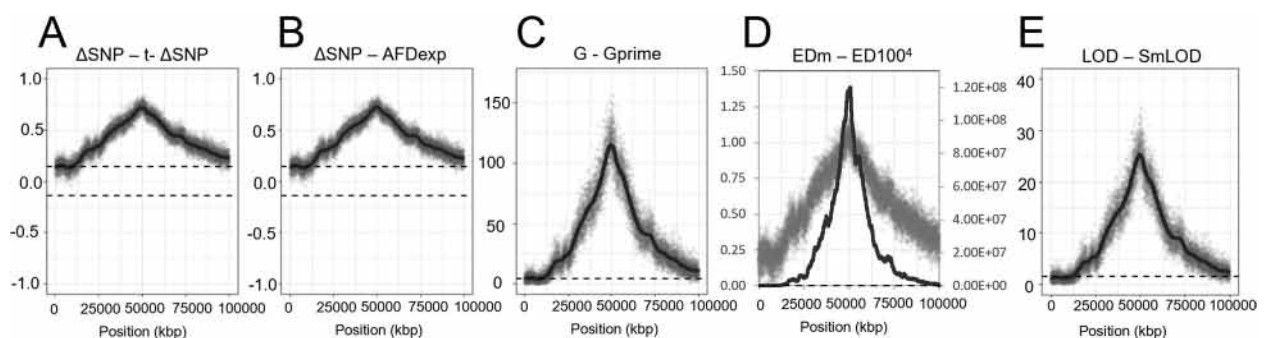 A
B
C
D
E
ΔSNP – t- ΔSNP
ΔSNP – AFDexp
G - Gprime
EDm – ED100⁴
LOD – SmLOD
1.0
0.5
0.0
-0.5
-1.0
0 25000 50000 75000 100000
Position (kbp)
1.0
0.5
0.0
-0.5
-1.0
0 25000 50000 75000 100000
Position (kbp)
150
100
50
0
0 25000 50000 75000 100000
Position (kbp)
1.50
1.25
1.00
0.75
0.50
0.25
0.00
1.20E+08
1.00E+08
8.00E+07
6.00E+07
4.00E+07
2.00E+07
0.00E+00
0 25000 50000 75000 100000
Position (kbp)
40
30
20
10
0
0 25000 50000 75000 100000
Position (kbp)